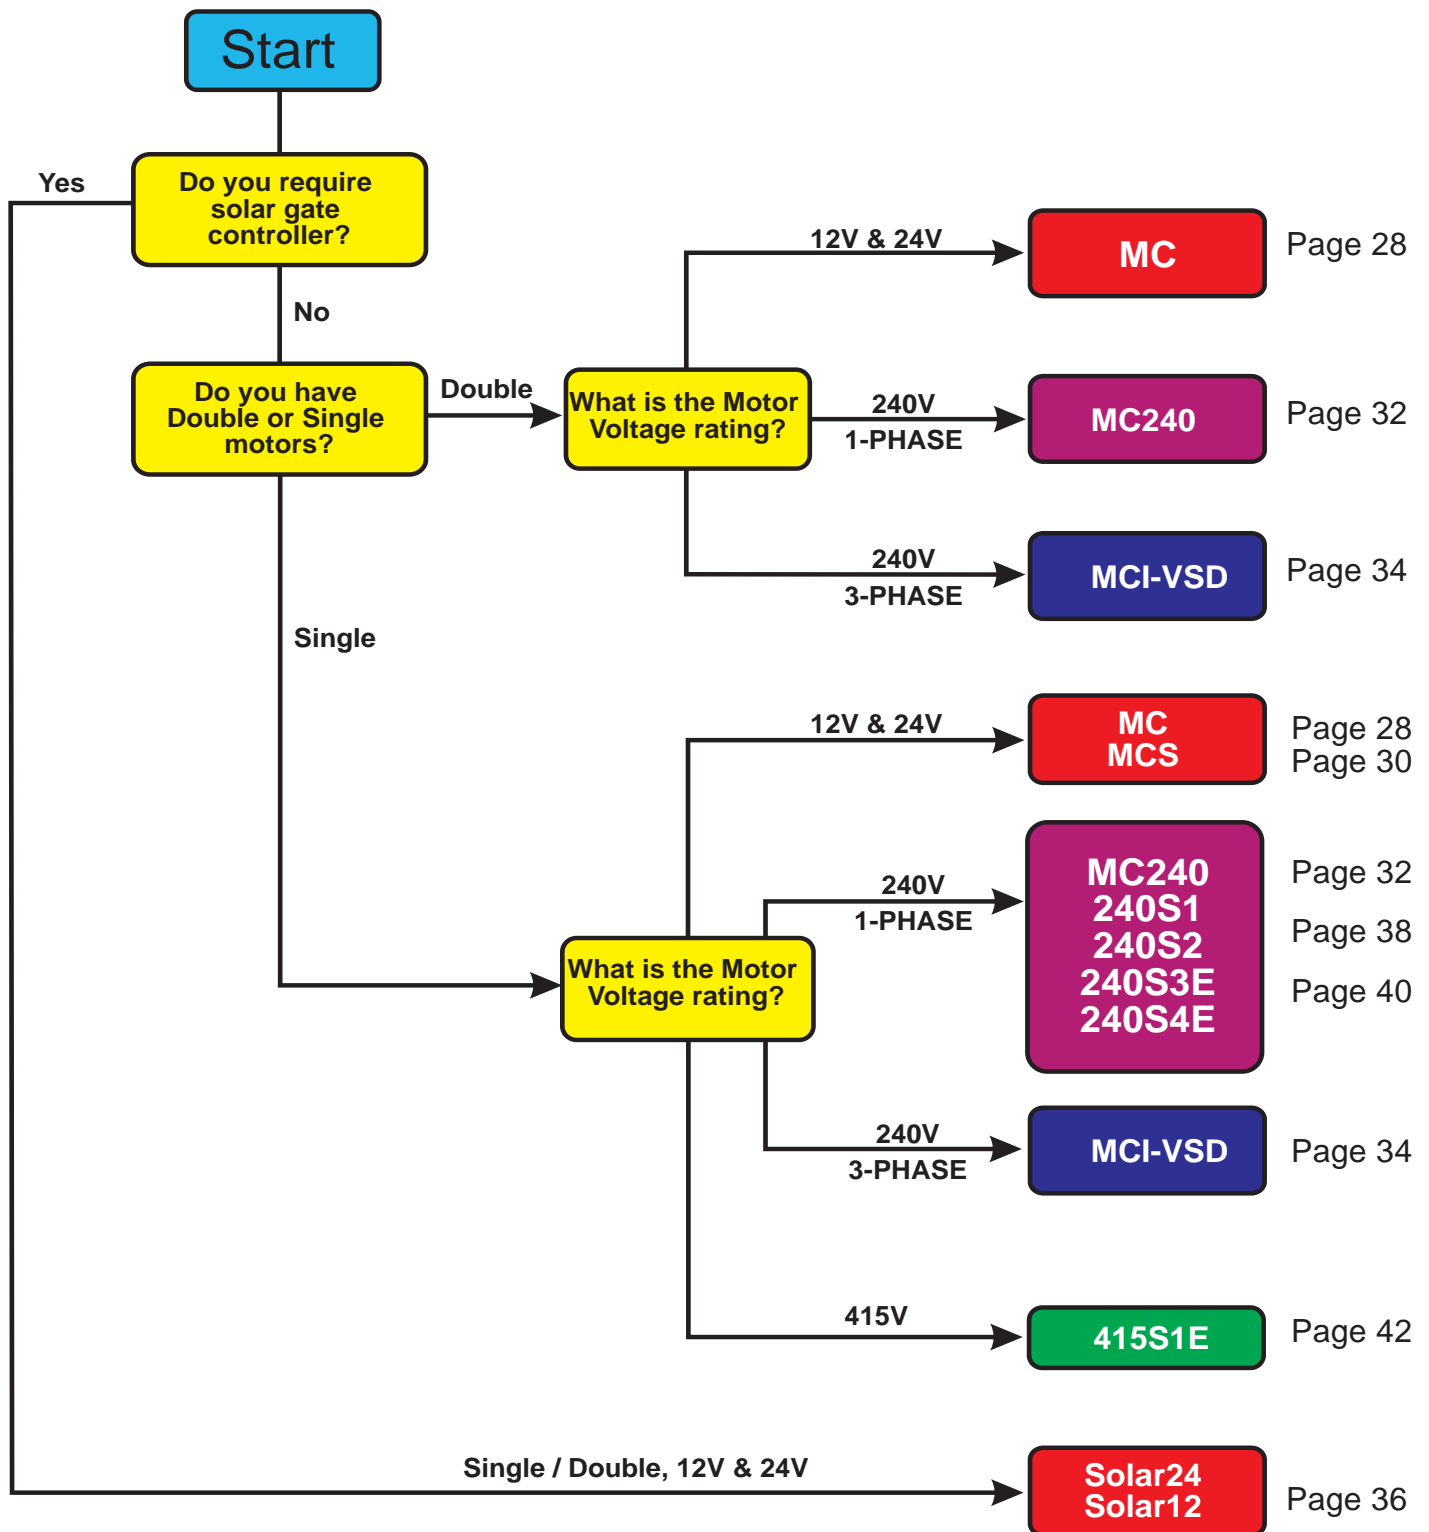 Start
Yes
Do you require
solar gate
controller?
No
Do you have
Double or Single
motors?
Double
What is the Motor
Voltage rating?
12V & 24V
MC
Page 28
240V
1-PHASE
MC240
Page 32
240V
3-PHASE
MCI-VSD
Page 34
Single
What is the Motor
Voltage rating?
12V & 24V
MC
MCS
Page 28
Page 30
240V
1-PHASE
MC240
240S1
240S2
240S3E
240S4E
Page 32
Page 38
Page 40
240V
3-PHASE
MCI-VSD
Page 34
415V
415S1E
Page 42
Single / Double, 12V & 24V
Solar24
Solar12
Page 36